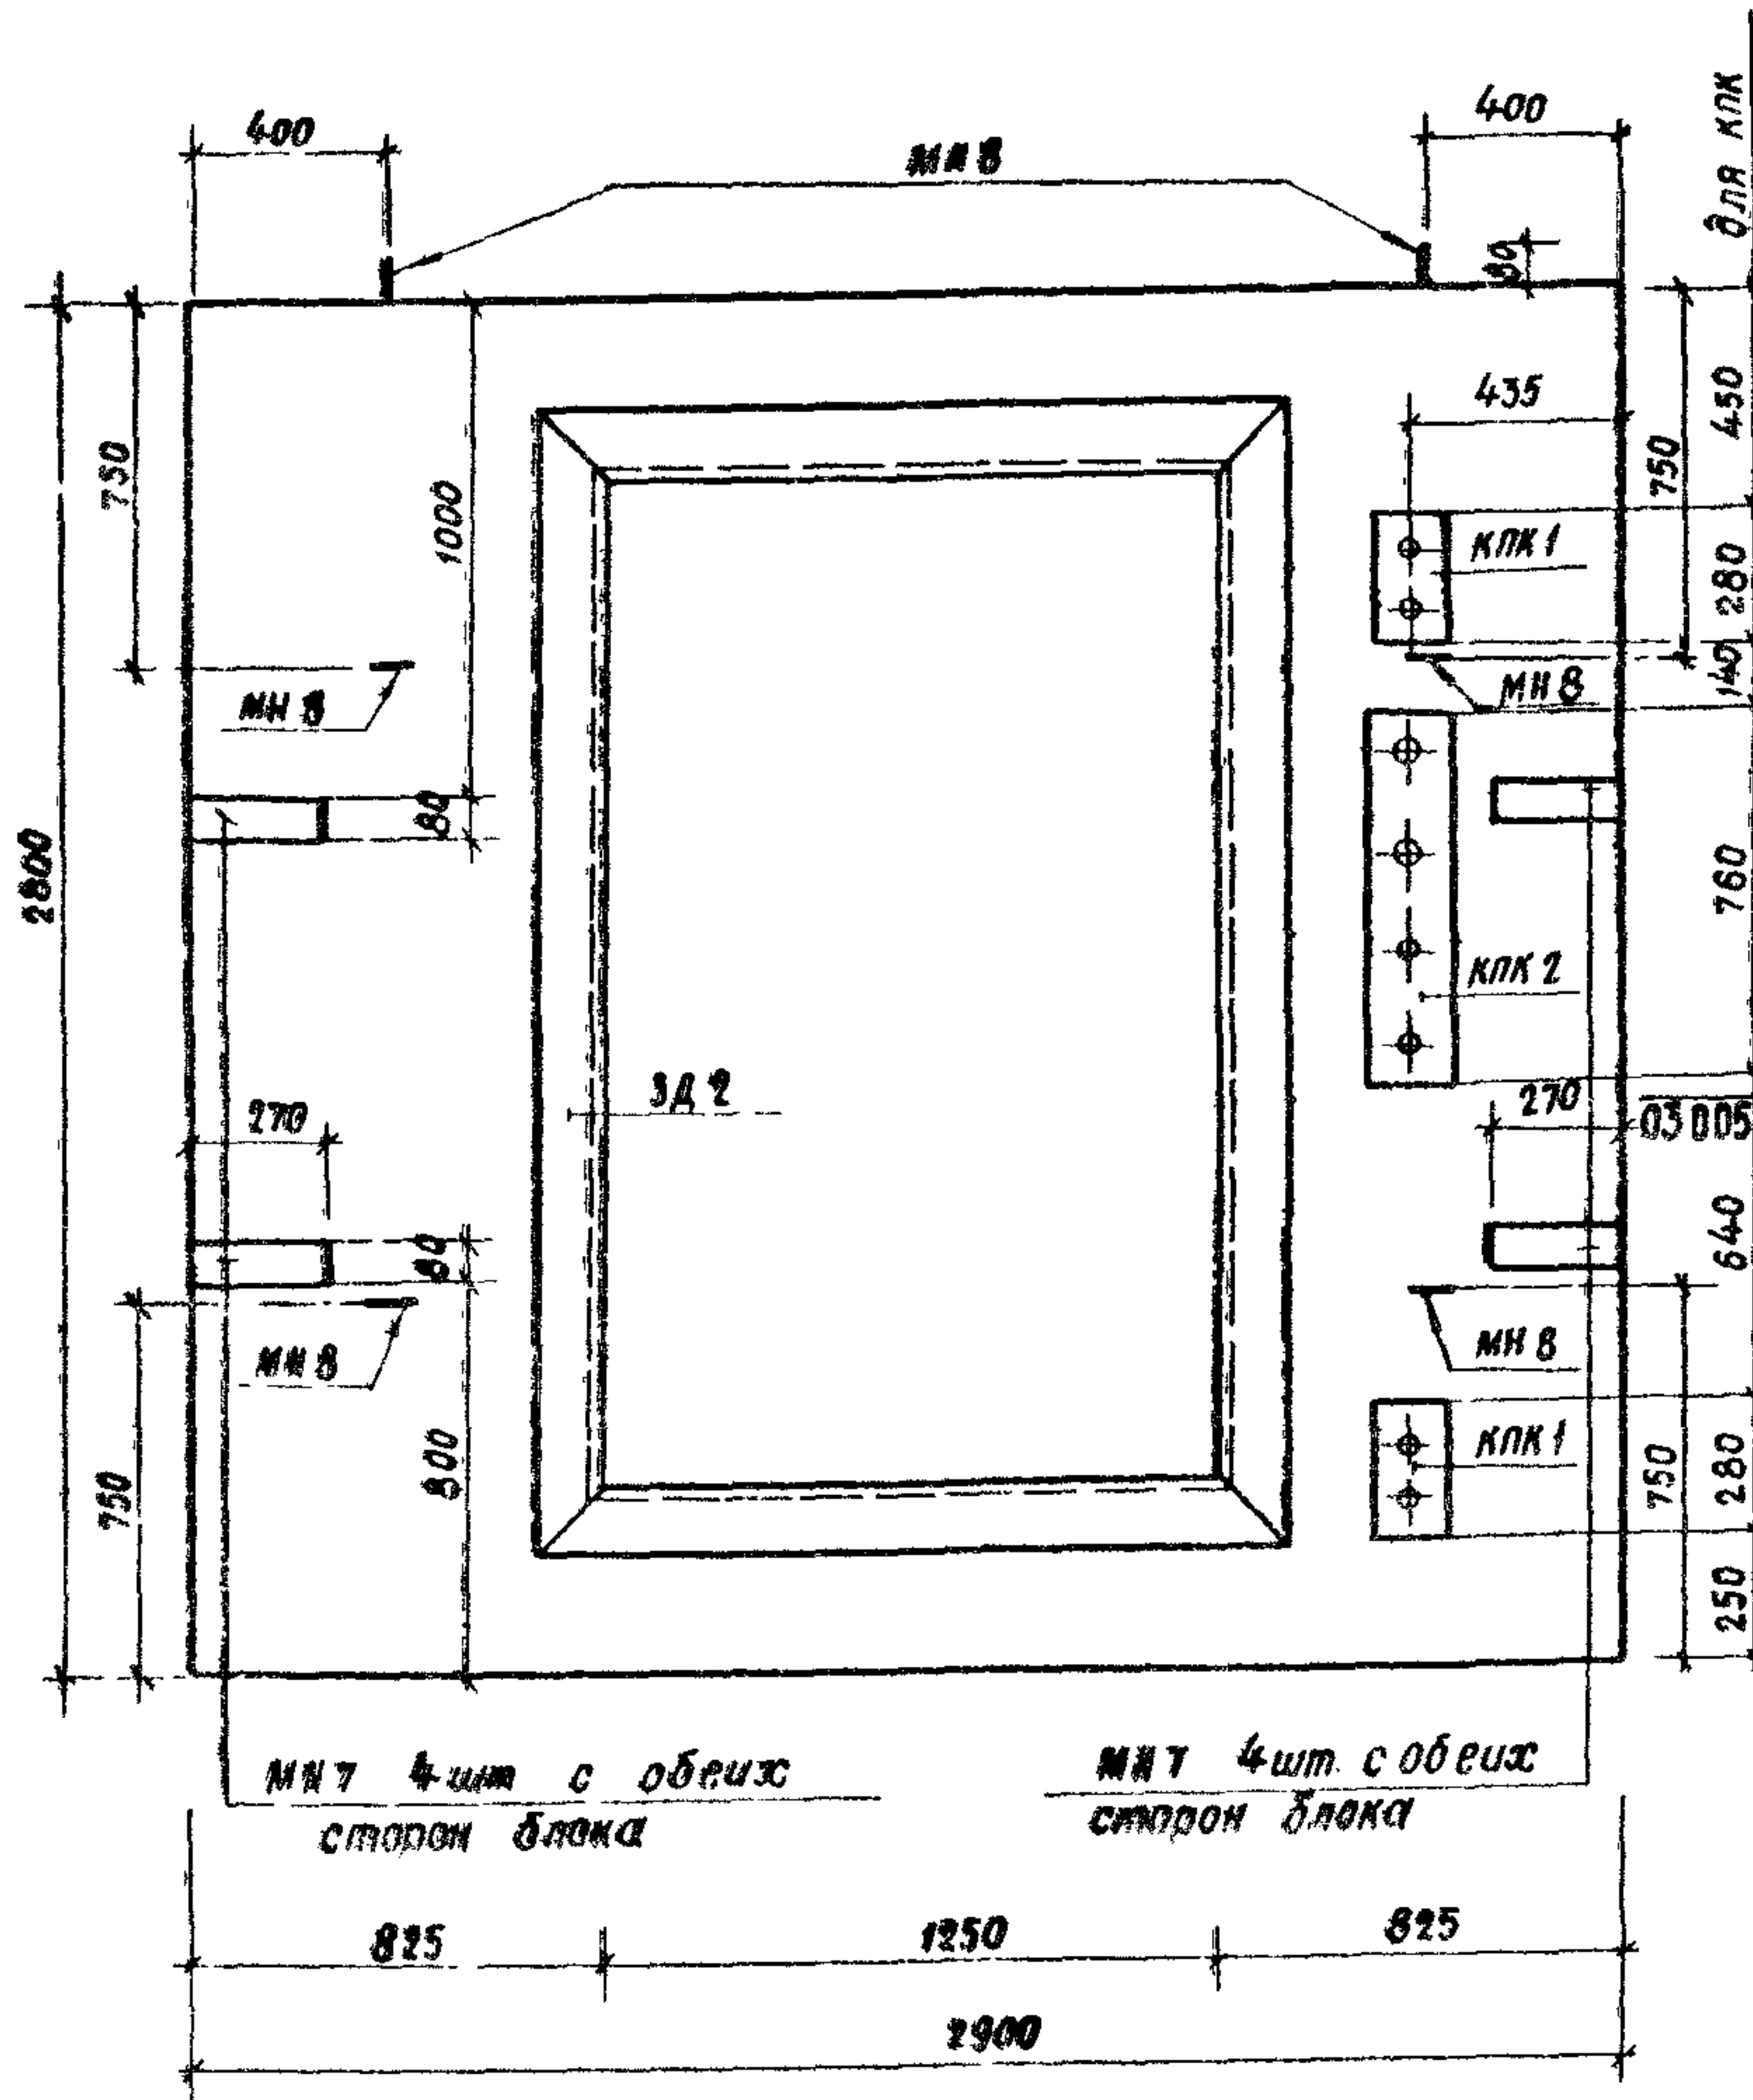 400
400
МН 8
для КПК
80
750
1000
435
450
750
КПК 1
280
МН 8
140
МН 8
80
2800
760
КПК 2
ЗД 2
270
270
03005
80
640
МН 8
МН 8
800
750
КПК 1
750
280
250
МН 7 4 шт с обеих
сторон блока
МН 7 4 шт. с обеих
сторон блока
825
1250
825
2900